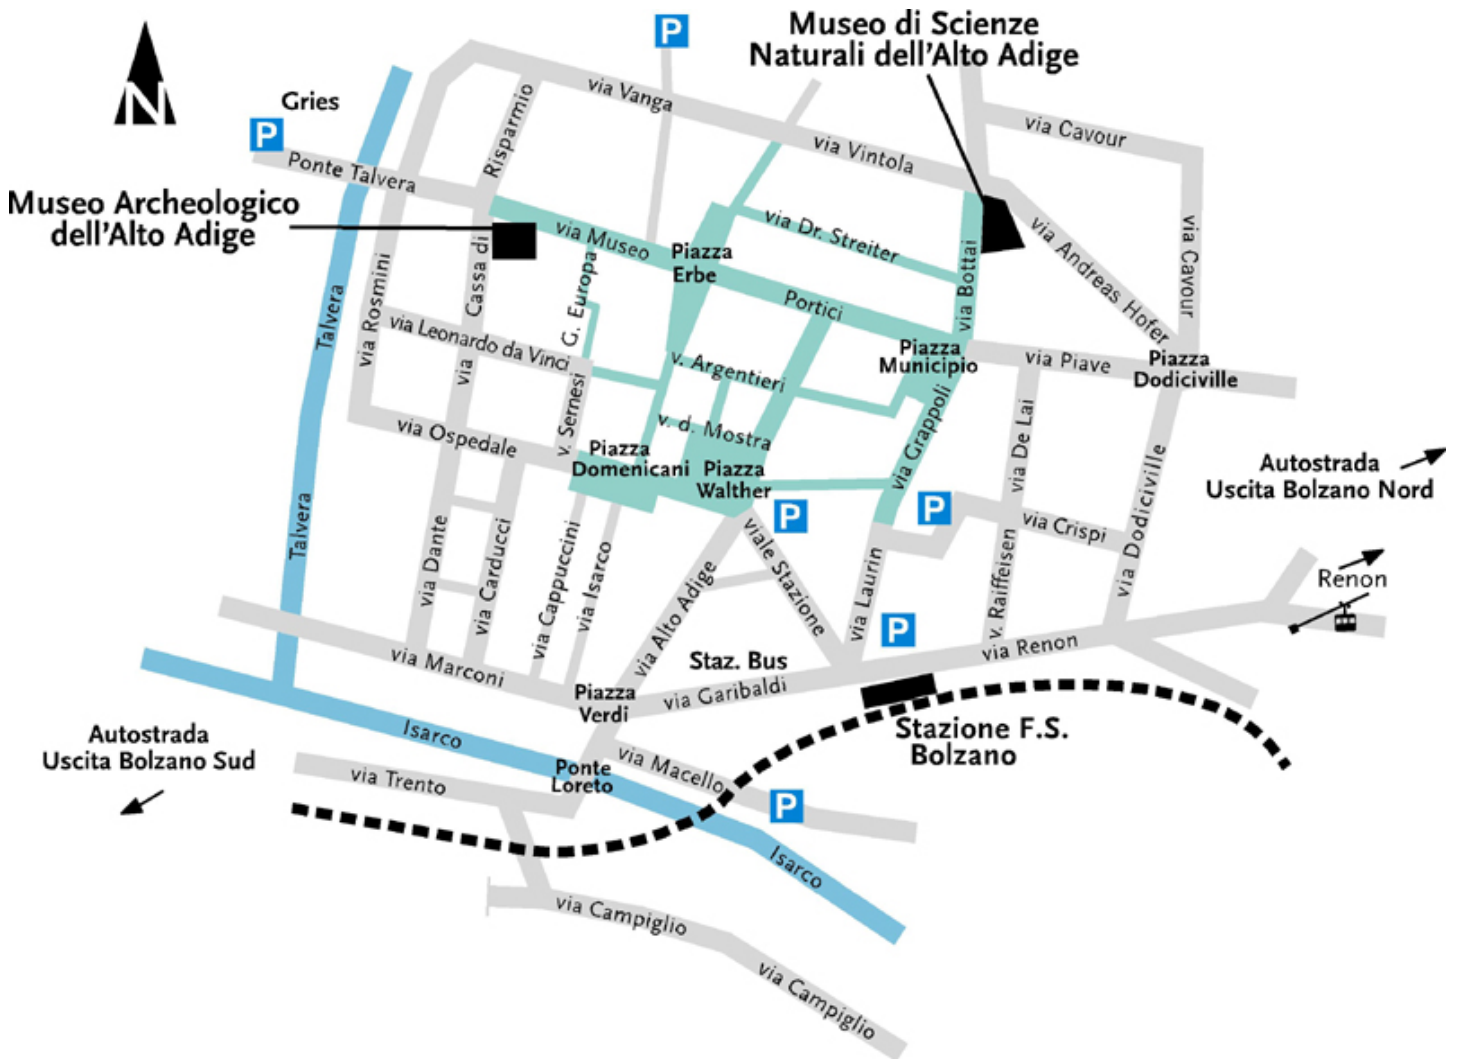 P
Museo di Scienze
Naturali dell'Alto Adige
N
Gries
P
via Vanga
via Cavour
Risparmio
via Vintola
Ponte Talvera
Museo Archeologico
dell'Alto Adige
via Museo
via Dr. Streiter
via Andreas Hofer
via Cavour
Piazza
Erbe
Cassa di
G. Europa
via Bottai
Portici
Talvera
via Rosmini
via Leonardo da Vinci
via
v. Argentieri
Piazza
Municipio
via Piave
Piazza
Dodiciville
v. Sernesi
via Grappoli
via De Lai
via Ospedale
v. d. Mostra
Piazza
Domenicani
Piazza
Walther
Autostrada
Uscita Bolzano Nord
P
P
Talvera
via Dante
via Carducci
via Cappuccini
via Isarco
viale Stazione
via Crispi
via Dodiciville
via Alto Adige
via Laurin
v. Raiffeisen
Renon
P
via Marconi
Staz. Bus
via Renon
Piazza
Verdi
via Garibaldi
Stazione F.S.
Bolzano
Autostrada
Uscita Bolzano Sud
Isarco
via Trento
Ponte
Loreto
via Macello
P
Isarco
via Campiglio
via Campiglio